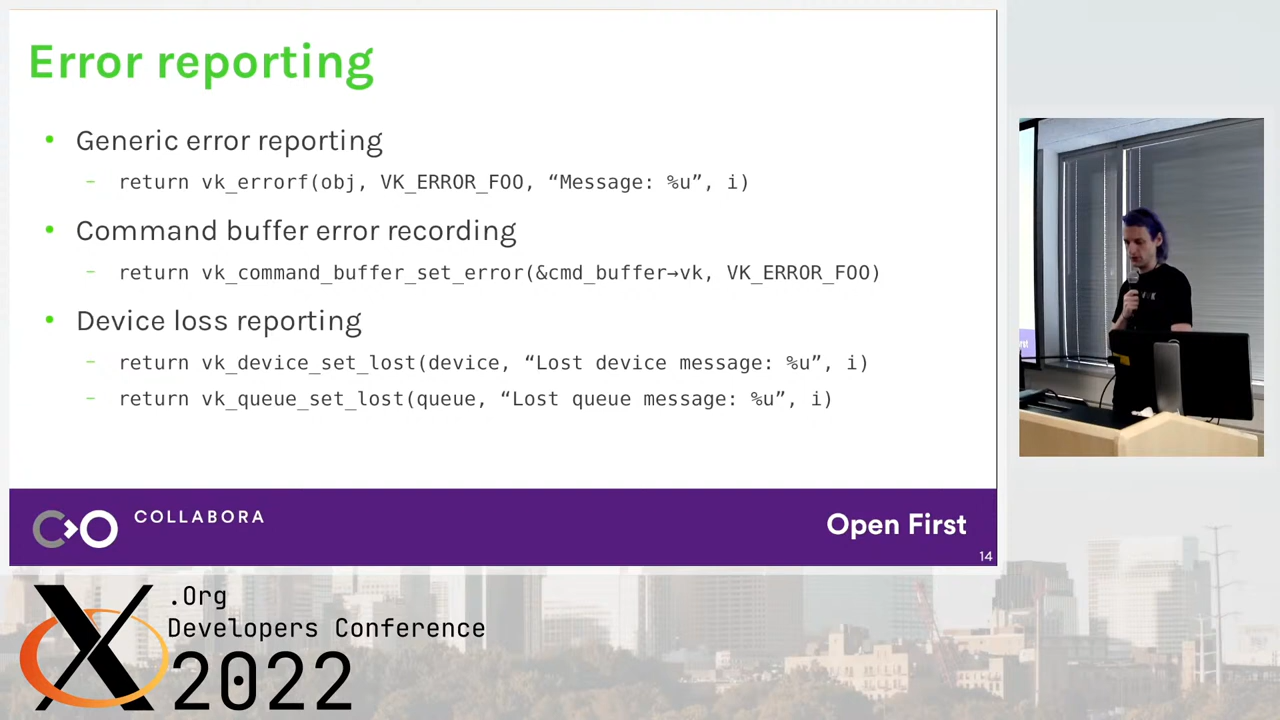 Error reporting
• Generic error reporting
– return vk_errorf(obj, VK_ERROR_FOO, “Message: %u”, i)
• Command buffer error recording
– return vk_command_buffer_set_error(&cmd_buffer→vk, VK_ERROR_FOO)
• Device loss reporting
– return vk_device_set_lost(device, “Lost device message: %u”, i)
– return vk_queue_set_lost(queue, “Lost queue message: %u”, i)
COLLABORA
Open First
14
X.Org
Developers Conference
2022